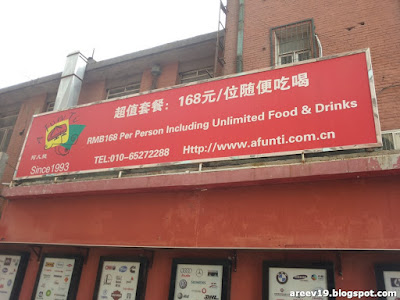 超值套餐：168元/位随便吃喝
RMB168 Per Person Including Unlimited Food & Drinks
TEL:010-65272288 Http://www.afunti.com.cn
阿凡提
Since1993
areev19.blogspot.com